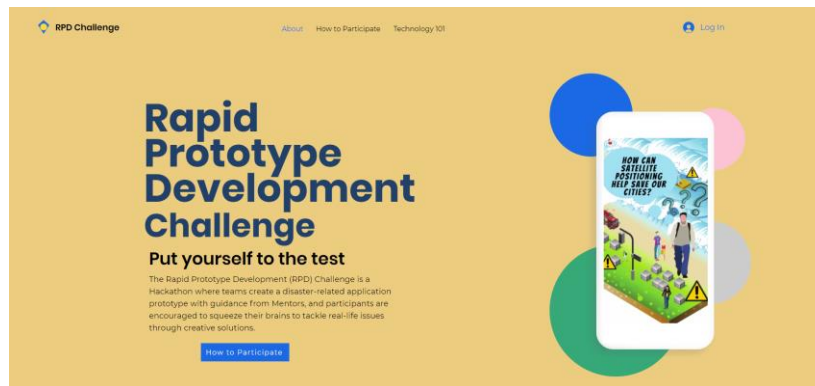 RPD Challenge
About How to Participate Technology 101
Log In
Rapid
Prototype
Development
Challenge
Put yourself to the test
The Rapid Prototype Development (RPD) Challenge is a
Hackathon where teams create a disaster-related application
prototype with guidance from Mentors, and participants are
encouraged to squeeze their brains to tackle real-life issues
through creative solutions.
How to Participate
HOW CAN
SATELLITE
POSITIONING
HELP SAVE OUR
CITIES?